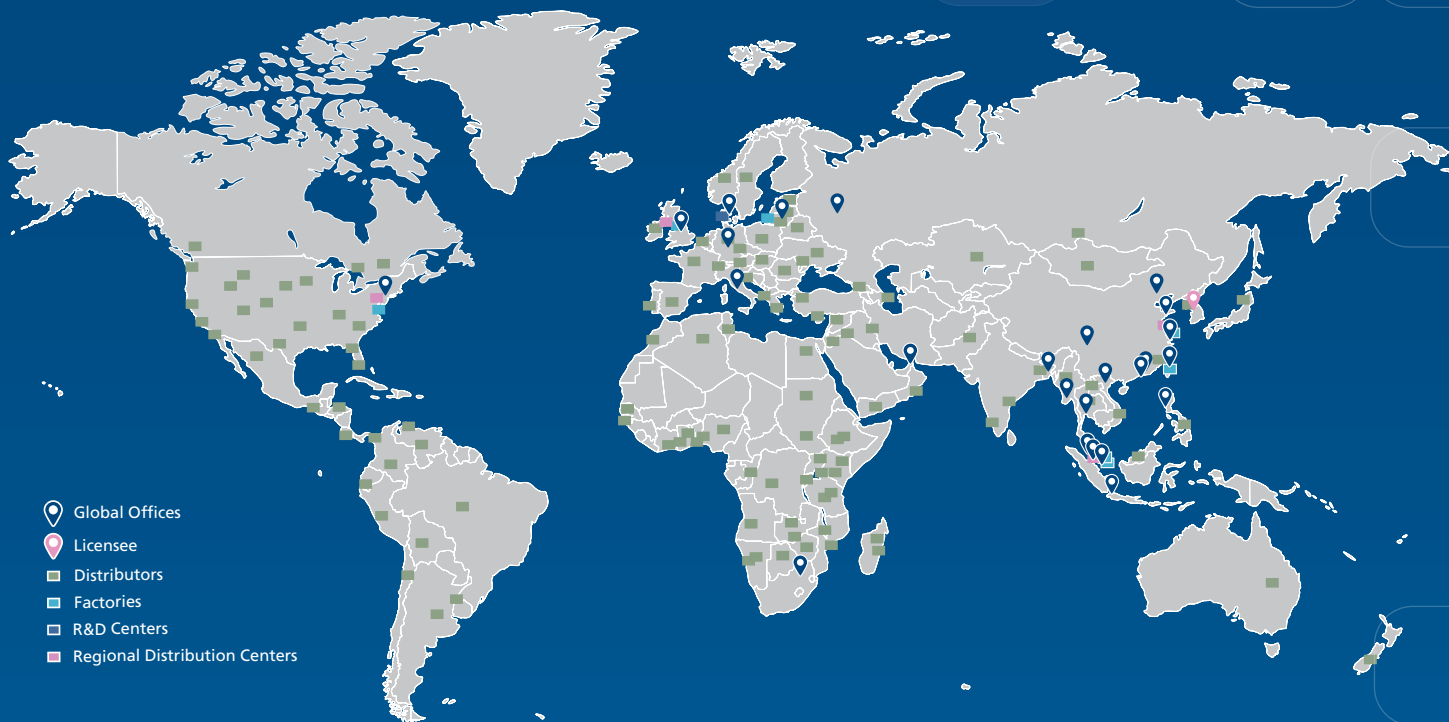 Global Offices
Licensee
Distributors
Factories
R&D Centers
Regional Distribution Centers